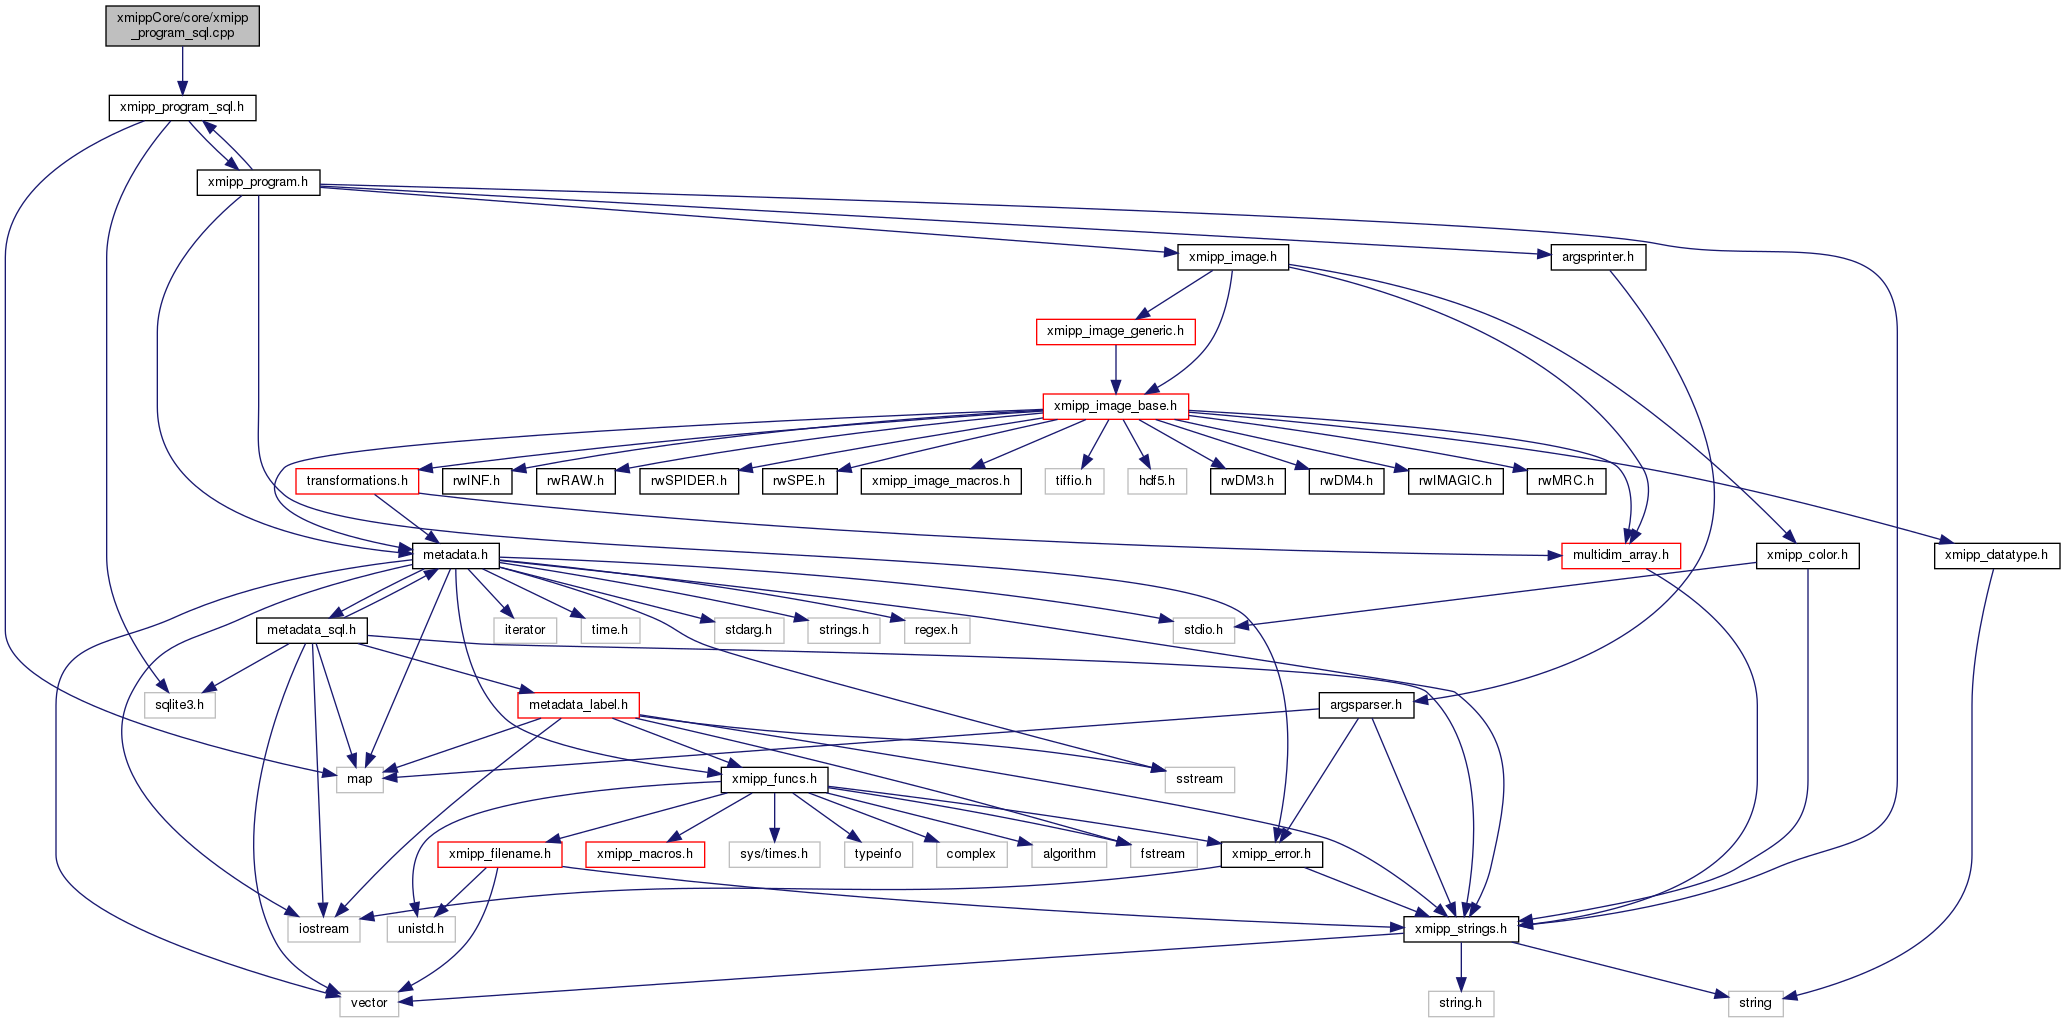 xmippCore/core/xmipp
_program_sql.cpp
xmipp_program_sql.h
xmipp_program.h
xmipp_image.h
argsprinter.h
xmipp_image_generic.h
xmipp_image_base.h
transformations.h
rwINF.h
rwRAW.h
rwSPIDER.h
rwSPE.h
xmipp_image_macros.h
tiffio.h
hdf5.h
rwDM3.h
rwDM4.h
rwIMAGIC.h
rwMRC.h
metadata.h
multidim_array.h
xmipp_color.h
xmipp_datatype.h
metadata_sql.h
iterator
time.h
stdarg.h
strings.h
regex.h
stdio.h
sqlite3.h
metadata_label.h
argsparser.h
map
xmipp_funcs.h
sstream
xmipp_filename.h
xmipp_macros.h
sys/times.h
typeinfo
complex
algorithm
fstream
xmipp_error.h
iostream
unistd.h
xmipp_strings.h
vector
string.h
string